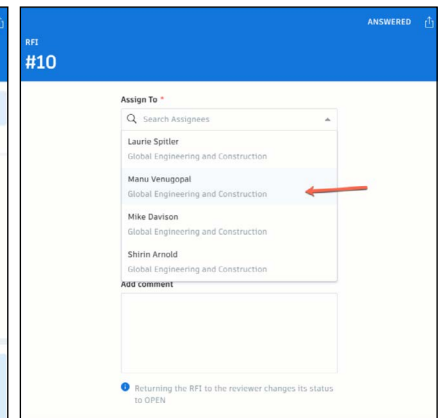 ANSWERED
RFI
#10
Assign To *
Search Assignees
Laurie Spitler
Global Engineering and Construction
Manu Venugopal
Global Engineering and Construction
Mike Davison
Global Engineering and Construction
Shirin Arnold
Global Engineering and Construction
Add comment
Returning the RFI to the reviewer changes its status
to OPEN